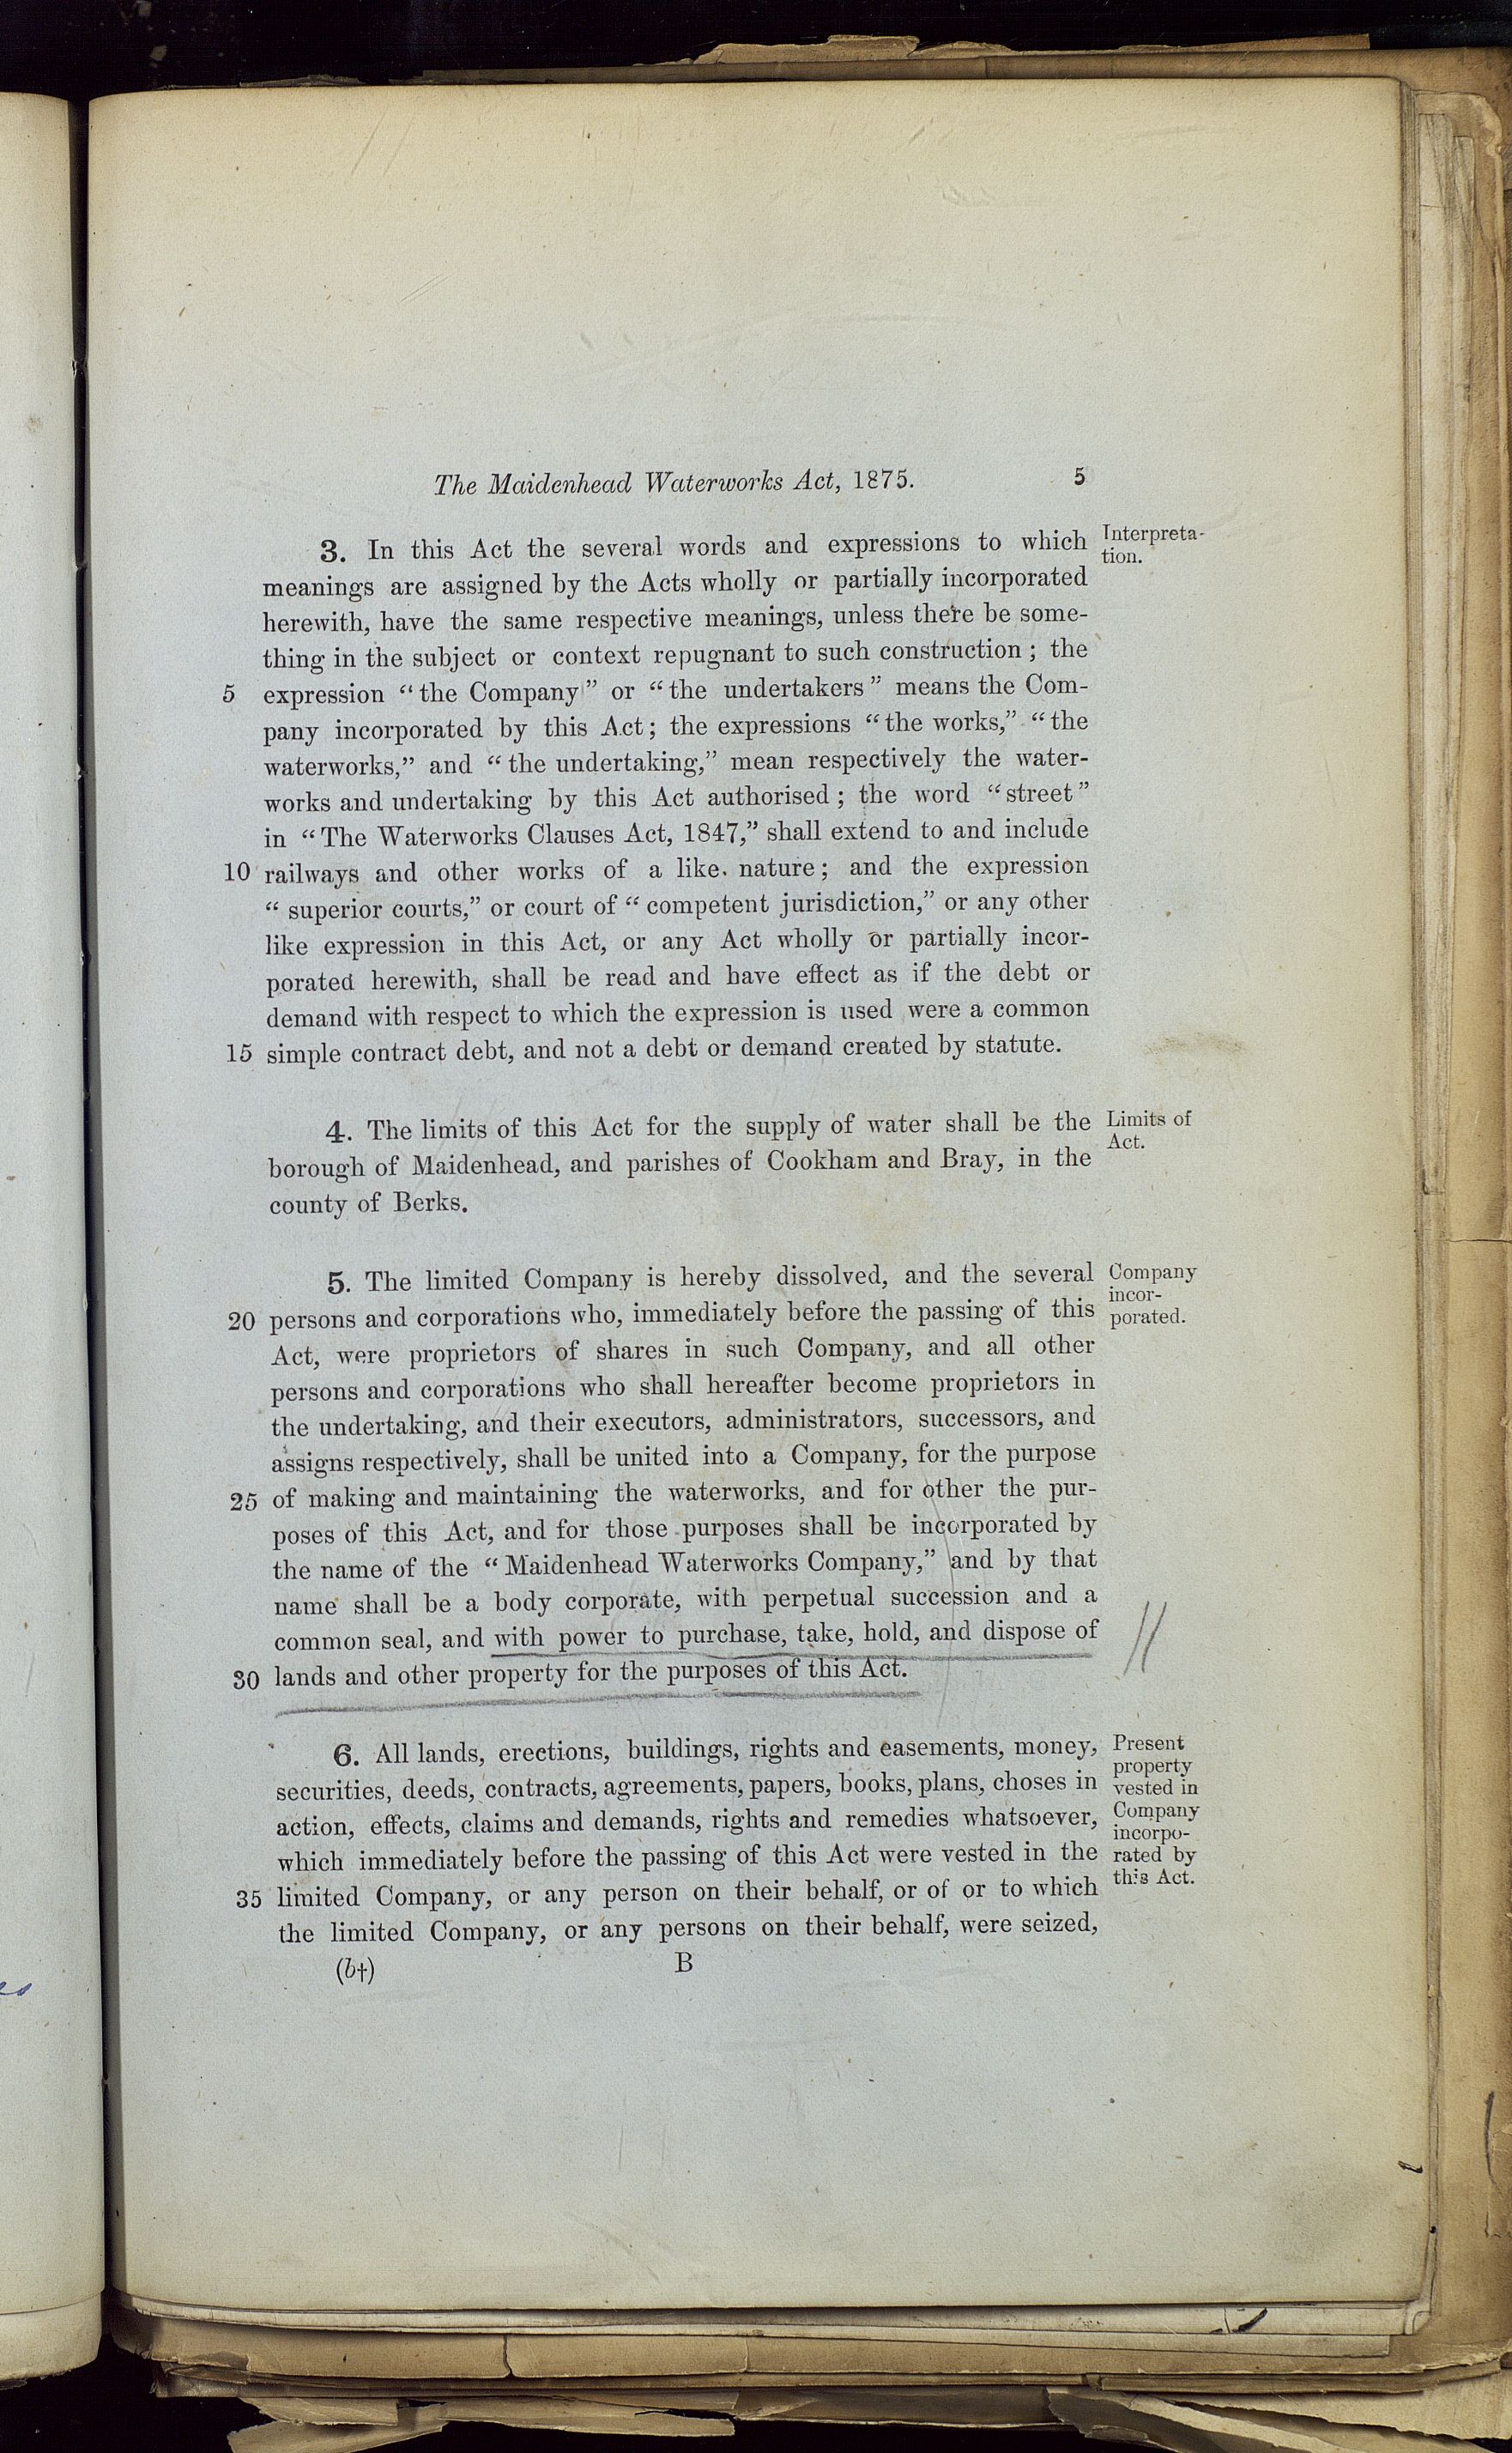 The Maidenhead Waterworks Act, 1875. 5
3. In this Act the several words and expressions to which
Interpreta-
tion.
meanings are assigned by the Acts wholly or partially incorporated
herewith, have the same respective meanings, unless there be some-
thing in the subject or context repugnant to such construction; the
5 expression "the Company" or "the undertakers" means the Com-
pany incorporated by this Act; the expressions "the works," "the
waterworks," and "the undertaking," mean respectively the water-
works and undertaking by this Act authorised; the word "street"
in "The Waterworks Clauses Act, 1847," shall extend to and include
10 railways and other works of a like. nature; and the expression
"superior courts," or court of "competent jurisdiction," or any other
like expression in this Act, or any Act wholly or partially incor-
porated herewith, shall be read and have effect as if the debt or
demand with respect to which the expression is used were a common
15 simple contract debt, and not a debt or demand created by statute.
4. The limits of this Act for the supply of water shall be the
Limits of
Act.
borough of Maidenhead, and parishes of Cookham and Bray, in the
county of Berks.
5. The limited Company is hereby dissolved, and the several
Company
incor-
porated.
20 persons and corporations who, immediately before the passing of this
Act, were proprietors of shares in such Company, and all other
persons and corporations who shall hereafter become proprietors in
the undertaking, and their executors, administrators, successors, and
assigns respectively, shall be united into a Company, for the purpose
25 of making and maintaining the waterworks, and for other the pur-
poses of this Act, and for those purposes shall be incorporated by
the name of the "Maidenhead Waterworks Company," and by that
name shall be a body corporate, with perpetual succession and a
common seal, and with power to purchase, take, hold, and dispose of
30 lands and other property for the purposes of this Act.
6. All lands, erections, buildings, rights and easements, money,
Present
property
vested in
Company
incorpo-
rated by
this Act.
securities, deeds, contracts, agreements, papers, books, plans, choses in
action, effects, claims and demands, rights and remedies whatsoever,
which immediately before the passing of this Act were vested in the
35 limited Company, or any person on their behalf, or of or to which
the limited Company, or any persons on their behalf, were seized,
(b†) B